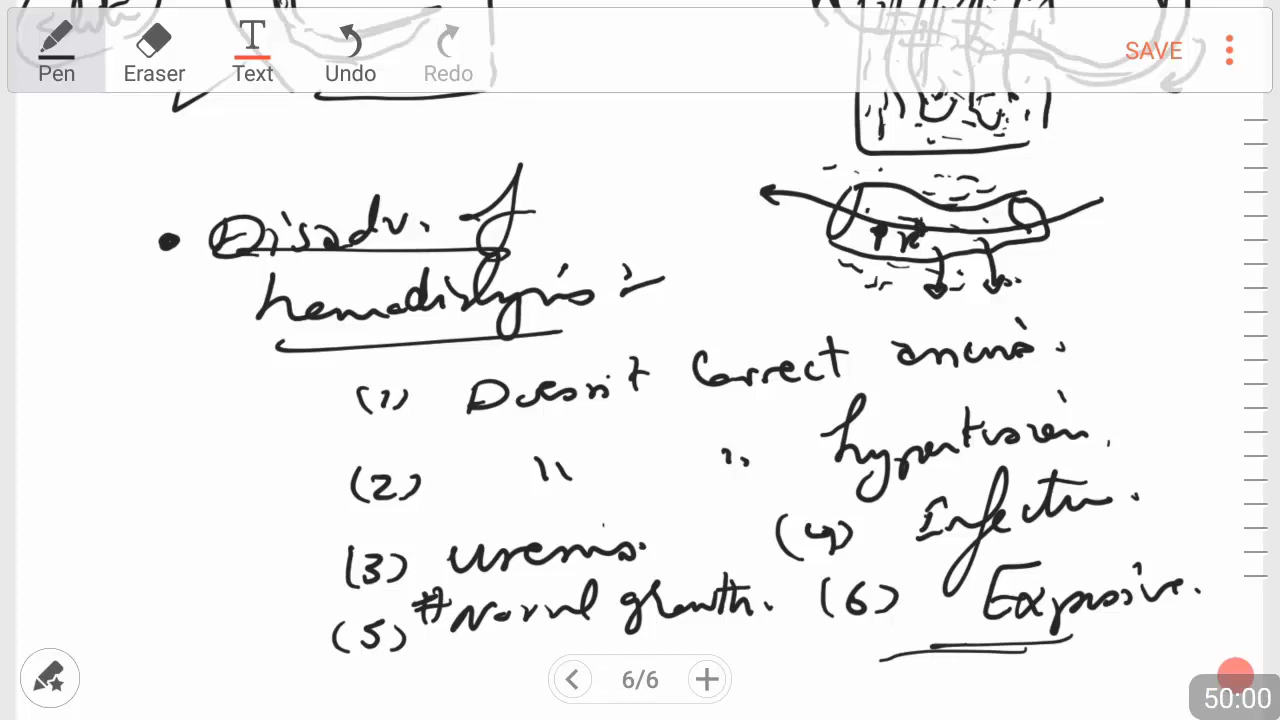 Pen Eraser Text Undo Redo SAVE
• Disadv. of
hemodialysis :-
(1) Doesn't Correct anemia.
(2) " " hypertension.
(3) Uremia. (4) Infection.
(5) # Normal growth. (6) Expensive.
6/6
50:00